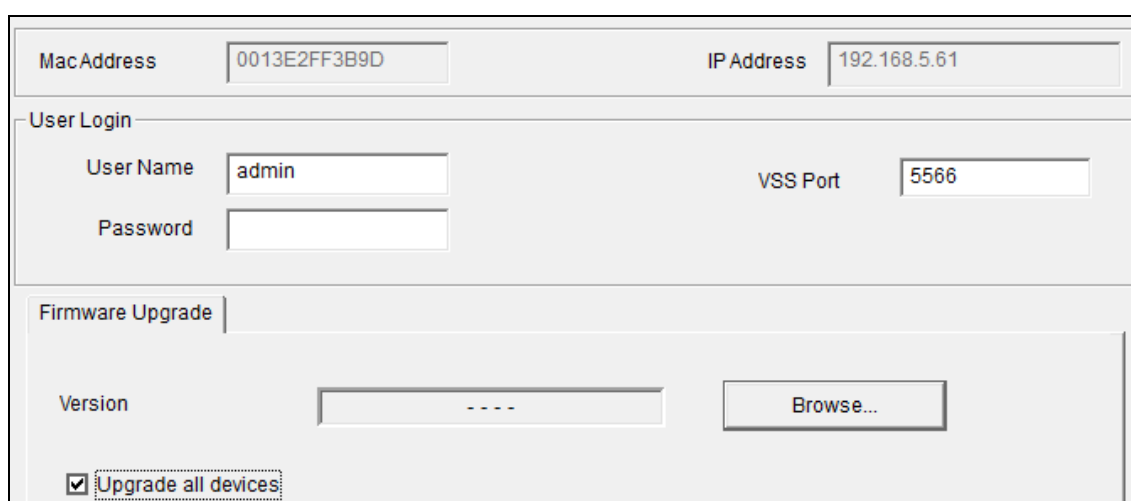 Mac Address 0013E2FF3B9D IP Address 192.168.5.61
User Login
User Name admin VSS Port 5566
Password
Firmware Upgrade
Version - - - - Browse...
Upgrade all devices